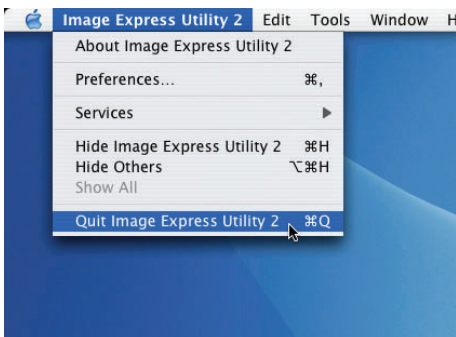 Image Express Utility 2 Edit Tools Window H
About Image Express Utility 2
Preferences... ⌘,
Services ▶
Hide Image Express Utility 2 ⌘H
Hide Others ⌥⌘H
Show All
Quit Image Express Utility 2 ⌘Q